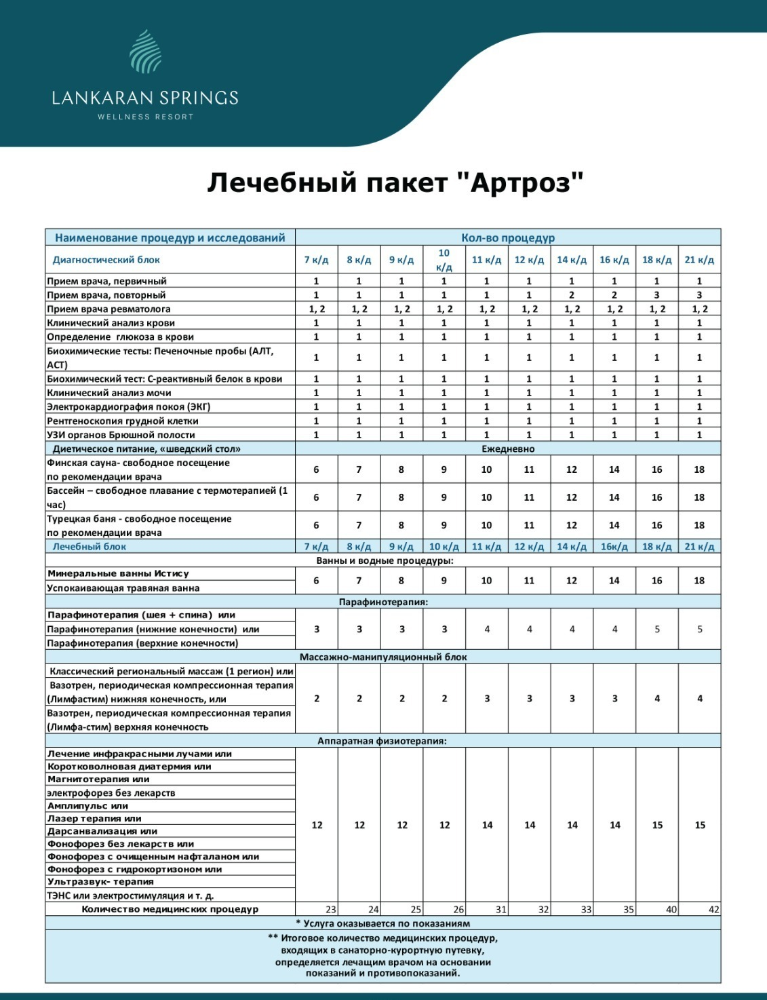 LANKARAN SPRINGS
WELLNESS RESORT
Лечебный пакет "Артроз"
Наименование процедур и исследований Кол-во процедур
Диагностический блок 7 к/д 8 к/д 9 к/д 10 к/д 11 к/д 12 к/д 14 к/д 16 к/д 18 к/д 21 к/д
Прием врача, первичный 1 1 1 1 1 1 1 1 1 1
Прием врача, повторный 1 1 1 1 1 1 2 2 3 3
Прием врача ревматолога 1, 2 1, 2 1, 2 1, 2 1, 2 1, 2 1, 2 1, 2 1, 2 1, 2
Клинический анализ крови 1 1 1 1 1 1 1 1 1 1
Определение глюкоза в крови 1 1 1 1 1 1 1 1 1 1
Биохимические тесты: Печеночные пробы (АЛТ,
АСТ) 1 1 1 1 1 1 1 1 1 1
Биохимический тест: С-реактивный белок в крови 1 1 1 1 1 1 1 1 1 1
Клинический анализ мочи 1 1 1 1 1 1 1 1 1 1
Электрокардиография покоя (ЭКГ) 1 1 1 1 1 1 1 1 1 1
Рентгеноскопия грудной клетки 1 1 1 1 1 1 1 1 1 1
УЗИ органов Брюшной полости 1 1 1 1 1 1 1 1 1 1
Диетическое питание, «шведский стол» Ежедневно
Финская сауна- свободное посещение
по рекомендации врача 6 7 8 9 10 11 12 14 16 18
Бассейн – свободное плавание с термотерапией (1
час) 6 7 8 9 10 11 12 14 16 18
Турецкая баня - свободное посещение
по рекомендации врача 6 7 8 9 10 11 12 14 16 18
Лечебный блок 7 к/д 8 к/д 9 к/д 10 к/д 11 к/д 12 к/д 14 к/д 16к/д 18 к/д 21 к/д
Ванны и водные процедуры:
Минеральные ванны Истису
6 7 8 9 10 11 12 14 16 18
Успокаивающая травяная ванна
Парафинотерапия:
Парафинотерапия (шея + спина) или
Парафинотерапия (нижние конечности) или 3 3 3 3 4 4 4 4 5 5
Парафинотерапия (верхние конечности)
Массажно-манипуляционный блок
Классический региональный массаж (1 регион) или
Вазотрен, периодическая компрессионная терапия
(Лимфастим) нижняя конечность, или 2 2 2 2 3 3 3 3 4 4
Вазотрен, периодическая компрессионная терапия
(Лимфа-стим) верхняя конечность
Аппаратная физиотерапия:
Лечение инфракрасными лучами или
Коротковолновая диатермия или
Магнитотерапия или
электрофорез без лекарств
Амплипульс или
Лазер терапия или
12 12 12 12 14 14 14 14 15 15
Дарсанвализация или
Фонофорез без лекарств или
Фонофорез с очищенным нафталаном или
Фонофорез с гидрокортизоном или
Ультразвук- терапия
ТЭНС или электростимуляция и т. д.
Количество медицинских процедур 23 24 25 26 31 32 33 35 40 42
* Услуга оказывается по показаниям
** Итоговое количество медицинских процедур,
входящих в санаторно-курортную путевку,
определяется лечащим врачом на основании
показаний и противопоказаний.